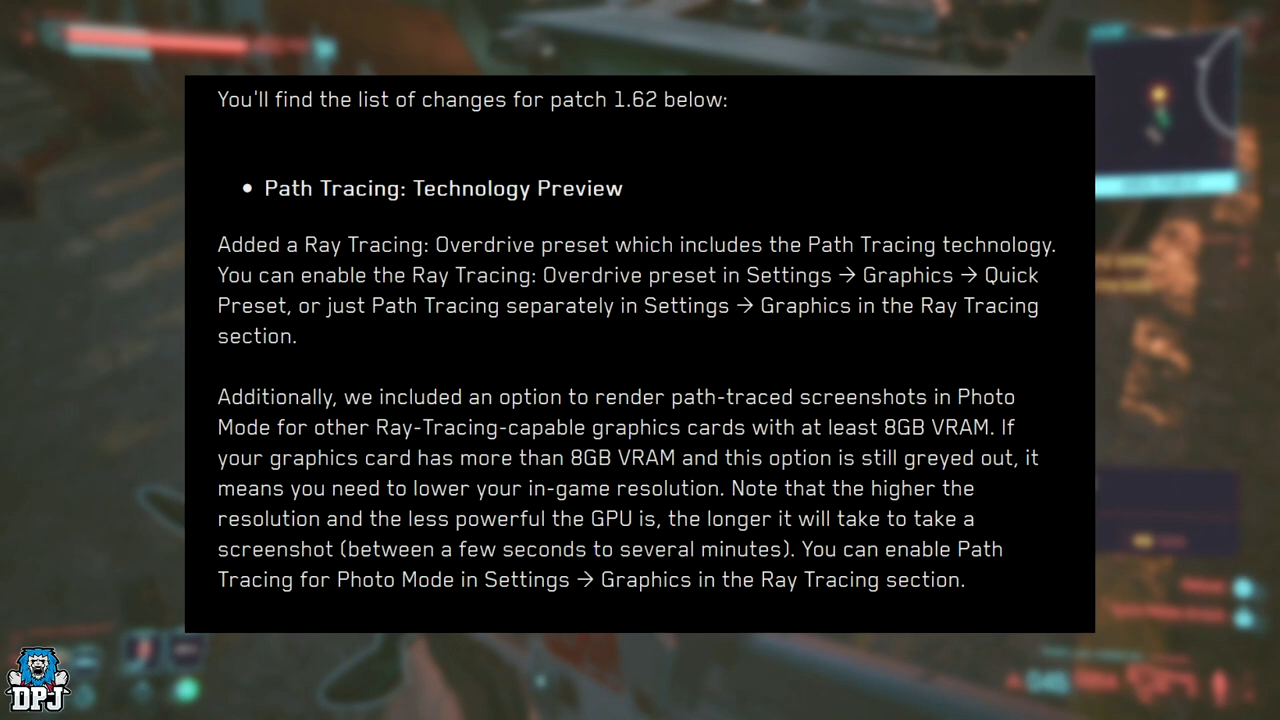 You'll find the list of changes for patch 1.62 below:
• Path Tracing: Technology Preview
Added a Ray Tracing: Overdrive preset which includes the Path Tracing technology.
You can enable the Ray Tracing: Overdrive preset in Settings → Graphics → Quick
Preset, or just Path Tracing separately in Settings → Graphics in the Ray Tracing
section.
Additionally, we included an option to render path-traced screenshots in Photo
Mode for other Ray-Tracing-capable graphics cards with at least 8GB VRAM. If
your graphics card has more than 8GB VRAM and this option is still greyed out, it
means you need to lower your in-game resolution. Note that the higher the
resolution and the less powerful the GPU is, the longer it will take to take a
screenshot (between a few seconds to several minutes). You can enable Path
Tracing for Photo Mode in Settings → Graphics in the Ray Tracing section.
DPJ